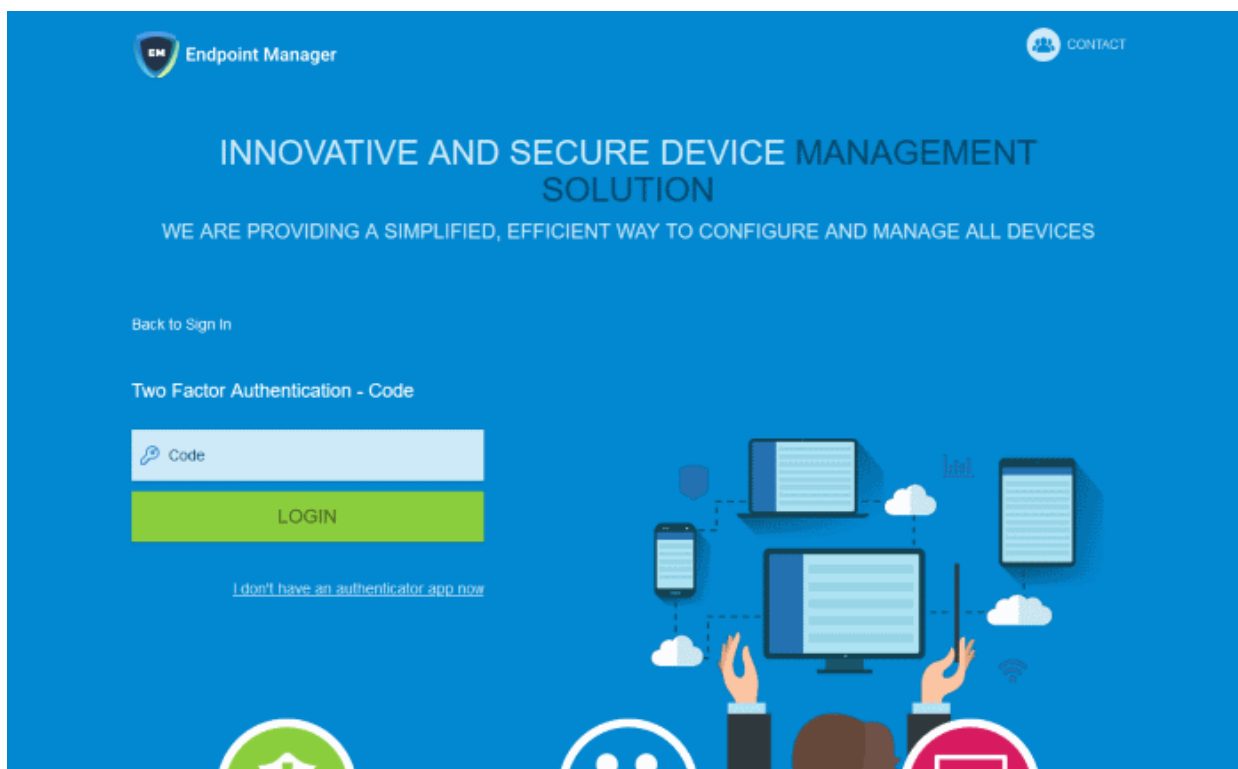 EM Endpoint Manager
CONTACT
INNOVATIVE AND SECURE DEVICE MANAGEMENT
SOLUTION
WE ARE PROVIDING A SIMPLIFIED, EFFICIENT WAY TO CONFIGURE AND MANAGE ALL DEVICES
Back to Sign In
Two Factor Authentication - Code
Code
LOGIN
I don't have an authenticator app now